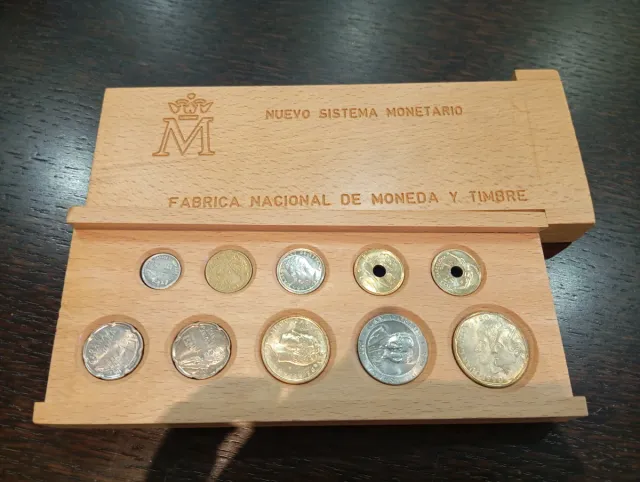 M
NUEVO SISTEMA MONETARIO
FABRICA NACIONAL DE MONEDA Y TIMBRE